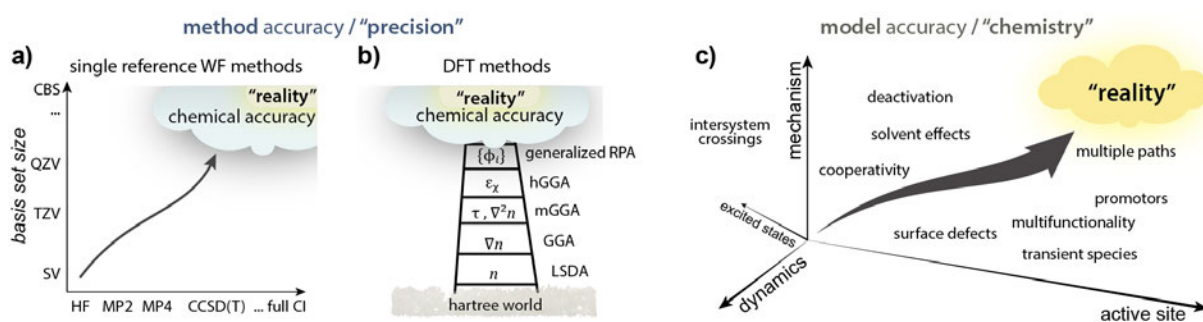 method accuracy / "precision"
model accuracy / "chemistry"
a)
single reference WF methods
CBS
...
QZV
TZV
SV
basis set size
HF
MP2
MP4
CCSD(T)
... full CI
"reality"
chemical accuracy
b)
DFT methods
"reality"
chemical accuracy
{ϕᵢ} generalized RPA
εᵪ hGGA
τ , ∇²n mGGA
∇n GGA
n LSDA
hartree world
c)
mechanism
"reality"
deactivation
intersystem
crossings
solvent effects
cooperativity
multiple paths
promotors
excited states
multifunctionality
surface defects
transient species
dynamics
active site